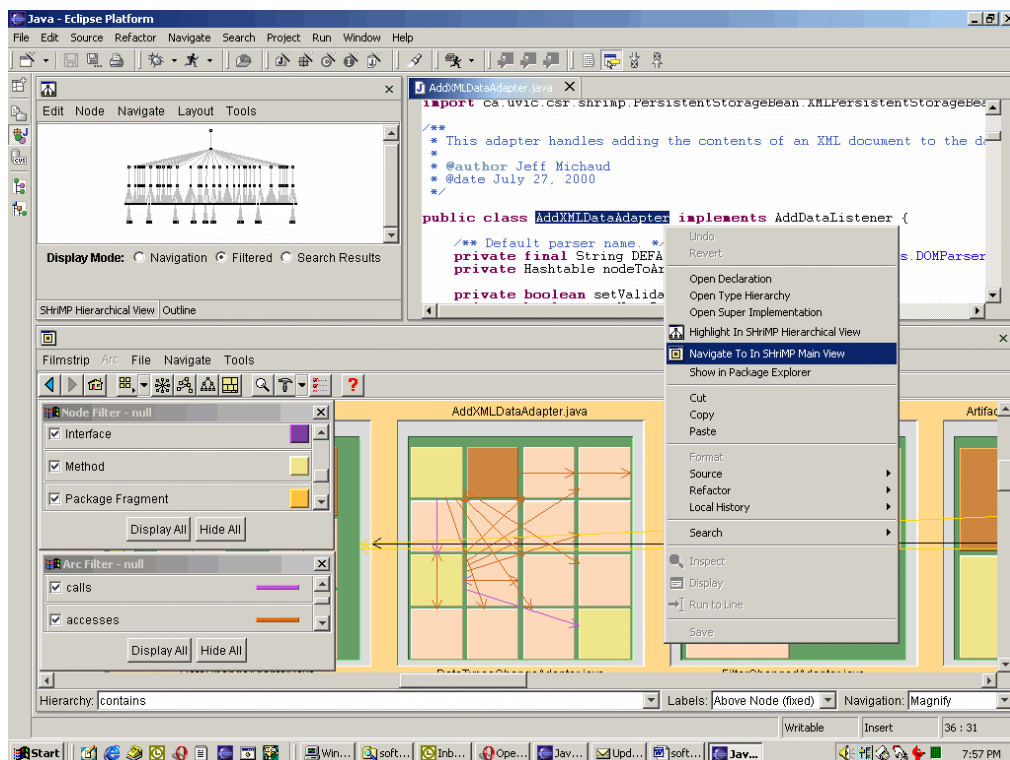 Java - Eclipse Platform
File Edit Source Refactor Navigate Search Project Run Window Help
AddXMLDataAdapter.java
Edit Node Navigate Layout Tools
import ca.uvic.csr.shrimp.PersistentStorageBean.XMLPersistentStorageBea
/**
* This adapter handles adding the contents of an XML document to the da
*
* @author Jeff Michaud
* @date July 27, 2000
*/
public class AddXMLDataAdapter implements AddDataListener {
/** Default parser name. */
private final String DEFA
s.DOMParser
private Hashtable nodeToAr
private boolean setValida
Display Mode: Navigation Filtered Search Results
SHriMP Hierarchical View Outline
Undo
Revert
Open Declaration
Open Type Hierarchy
Open Super Implementation
Highlight In SHriMP Hierarchical View
Navigate To In SHriMP Main View
Show in Package Explorer
Cut
Copy
Paste
Format
Source
Refactor
Local History
Search
Inspect
Display
Run to Line
Save
Filmstrip Arc File Navigate Tools
Node Filter - null
Interface
Method
Package Fragment
Display All Hide All
Arc Filter - null
calls
accesses
Display All Hide All
AddXMLDataAdapter.java
Artifac
Hierarchy: contains
Labels: Above Node (fixed) Navigation: Magnify
Writable Insert 36 : 31
Start
CVS
Win... soft... Inb... Ope... Jav... Upd... soft... Jav...
7:57 PM